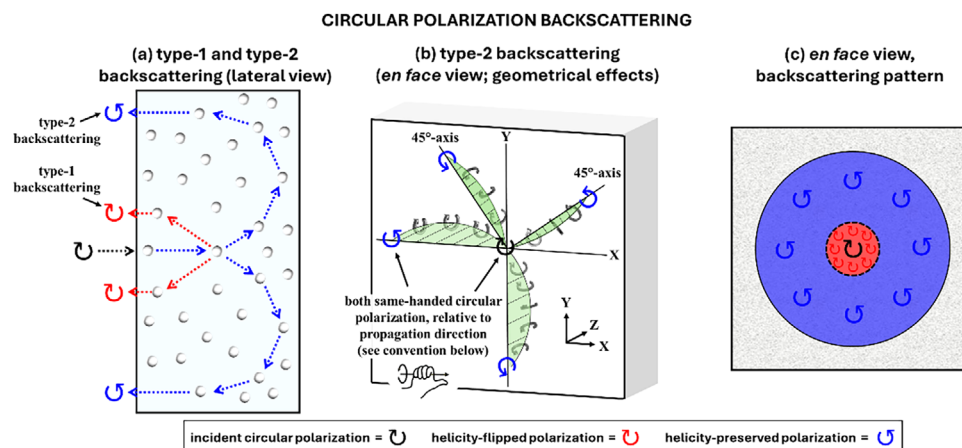 CIRCULAR POLARIZATION BACKSCATTERING
(a) type-1 and type-2
backscattering (lateral view)
type-2
backscattering
type-1
backscattering
(b) type-2 backscattering
(en face view; geometrical effects)
45°-axis
Y
45°-axis
X
both same-handed circular
polarization, relative to
propagation direction
(see convention below)
Y
Z
X
(c) en face view,
backscattering pattern
incident circular polarization = helicity-flipped polarization = helicity-preserved polarization =